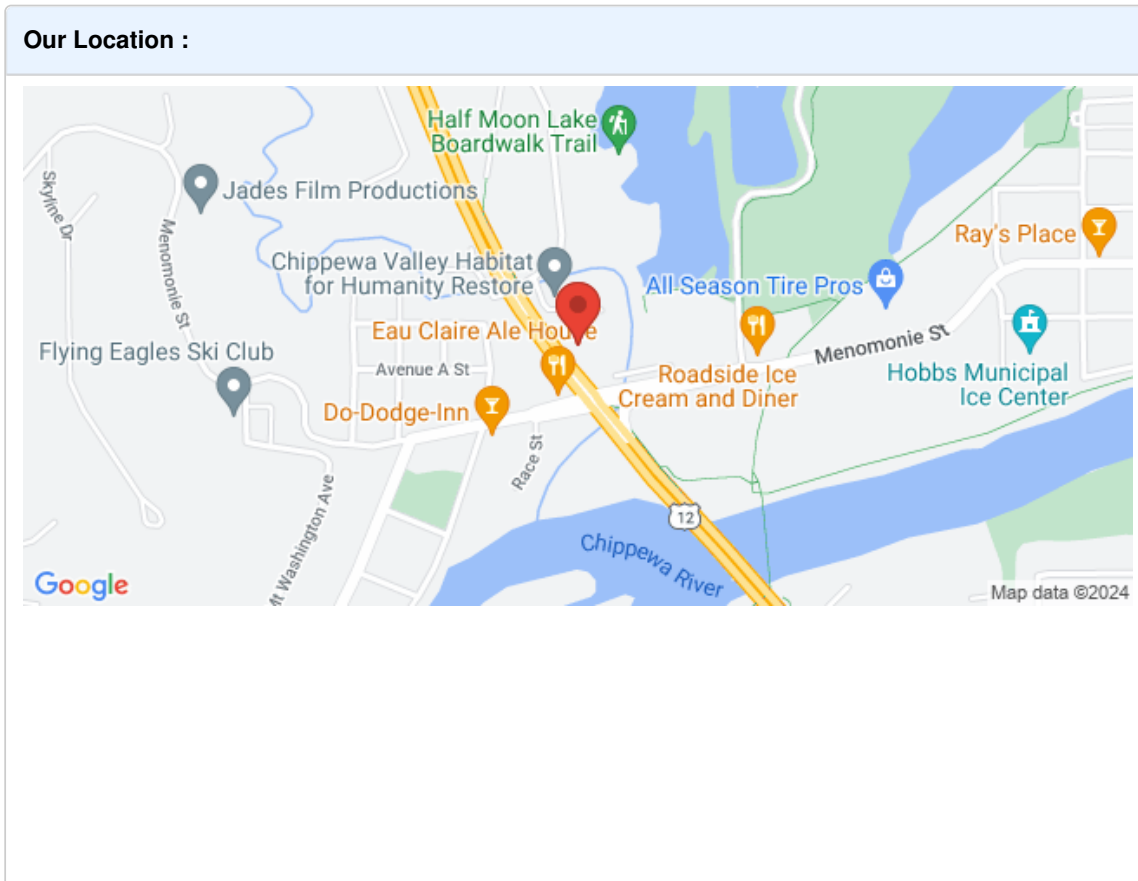 Our Location :
Half Moon Lake
Boardwalk Trail
Skyline Dr
Jades Film Productions
Menomonie St
Ray's Place
Chippewa Valley Habitat
for Humanity Restore
All Season Tire Pros
Eau Claire Ale House
Menomonie St
Flying Eagles Ski Club
Avenue A St
Roadside Ice
Cream and Diner
Hobbs Municipal
Ice Center
Do-Dodge-Inn
Race St
Mt Washington Ave
12
Chippewa River
Google
Map data ©2024